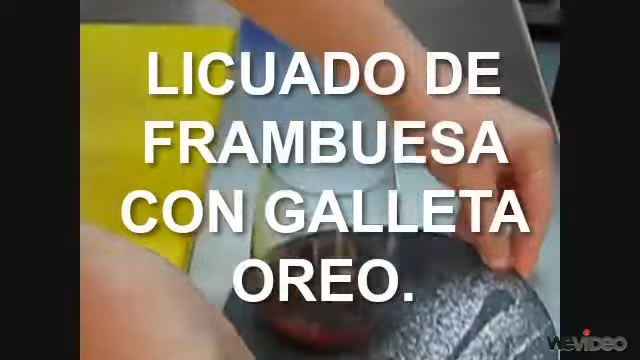 LICUADO DE
FRAMBUESA
CON GALLETA
OREO.
WEVIDEO